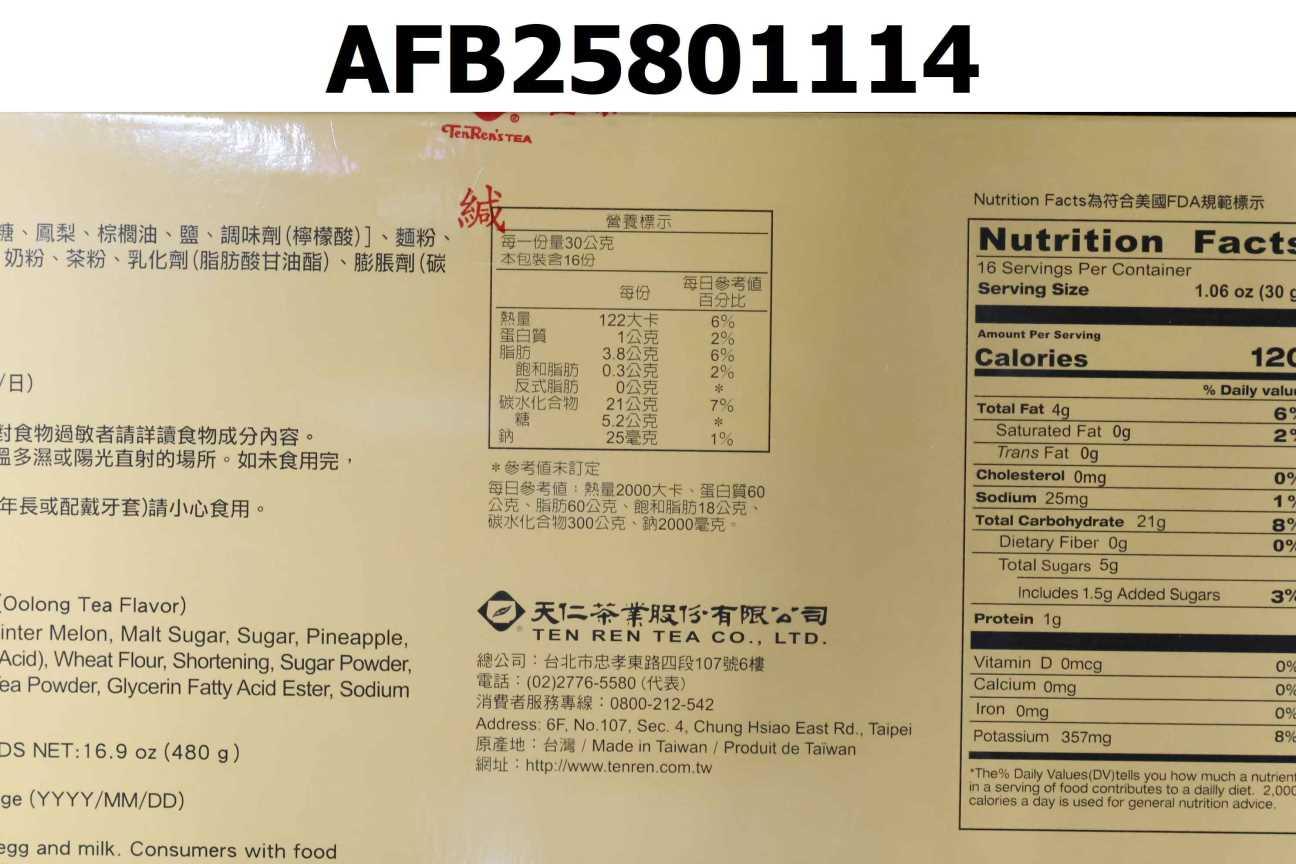 AFB25801114
TenRen's TEA
鹹
糖、鳳梨、棕櫚油、鹽、調味劑(檸檬酸)]、麵粉、
奶粉、茶粉、乳化劑(脂肪酸甘油酯)、膨脹劑(碳
/日)
對食物過敏者請詳讀食物成分內容。
溫多濕或陽光直射的場所。如未食用完，
年長或配戴牙套)請小心食用。
(Oolong Tea Flavor)
inter Melon, Malt Sugar, Sugar, Pineapple,
Acid), Wheat Flour, Shortening, Sugar Powder,
ea Powder, Glycerin Fatty Acid Ester, Sodium
DS NET:16.9 oz (480 g)
ge (YYYY/MM/DD)
egg and milk. Consumers with food
營養標示
每一份量30公克
本包裝含16份
每份 每日參考值百分比
熱量 122大卡 6%
蛋白質 1公克 2%
脂肪 3.8公克 6%
飽和脂肪 0.3公克 2%
反式脂肪 0公克 *
碳水化合物 21公克 7%
糖 5.2公克 *
鈉 25毫克 1%
*參考值未訂定
每日參考值：熱量2000大卡、蛋白質60
公克、脂肪60公克、飽和脂肪18公克、
碳水化合物300公克、鈉2000毫克。
天仁茶業股份有限公司
TEN REN TEA CO., LTD.
總公司：台北市忠孝東路四段107號6樓
電話：(02)2776-5580 (代表)
消費者服務專線：0800-212-542
Address: 6F, No.107, Sec. 4, Chung Hsiao East Rd., Taipei
原產地：台灣 / Made in Taiwan / Produit de Taïwan
網址：http://www.tenren.com.tw
Nutrition Facts為符合美國FDA規範標示
Nutrition Facts
16 Servings Per Container
Serving Size 1.06 oz (30 g
Amount Per Serving
Calories 120
% Daily valu
Total Fat 4g 6%
Saturated Fat 0g 2%
Trans Fat 0g
Cholesterol 0mg 0%
Sodium 25mg 1%
Total Carbohydrate 21g 8%
Dietary Fiber 0g 0%
Total Sugars 5g
Includes 1.5g Added Sugars 3%
Protein 1g
Vitamin D 0mcg 0%
Calcium 0mg 0%
Iron 0mg 0%
Potassium 357mg 8%
*The% Daily Values(DV)tells you how much a nutrient
in a serving of food contributes to a dailly diet. 2,000
calories a day is used for general nutrition advice.